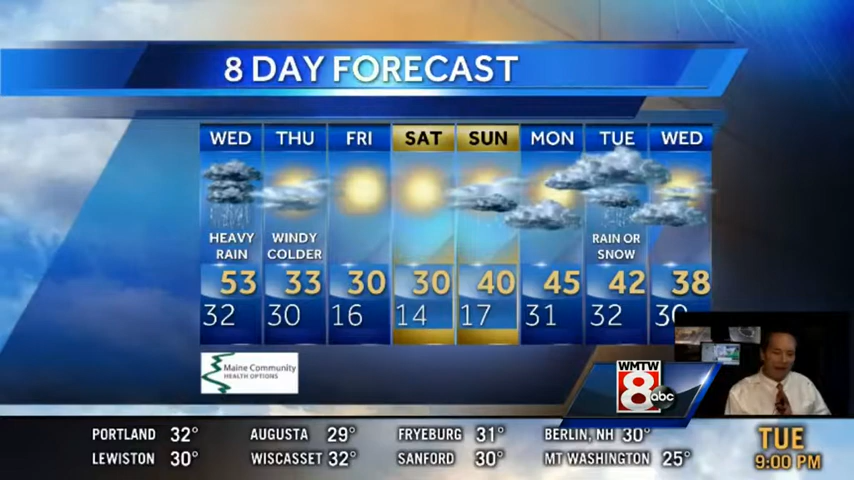 8 DAY FORECAST
WED THU FRI SAT SUN MON TUE WED
HEAVY RAIN
WINDY COLDER
RAIN OR SNOW
53 33 30 30 40 45 42 38
32 30 16 14 17 31 32 30
Maine Community
HEALTH OPTIONS
WMTW
8 abc
PORTLAND 32° AUGUSTA 29° FRYEBURG 31° BERLIN, NH 30°
LEWISTON 30° WISCASSET 32° SANFORD 30° MT WASHINGTON 25°
TUE
9:00 PM